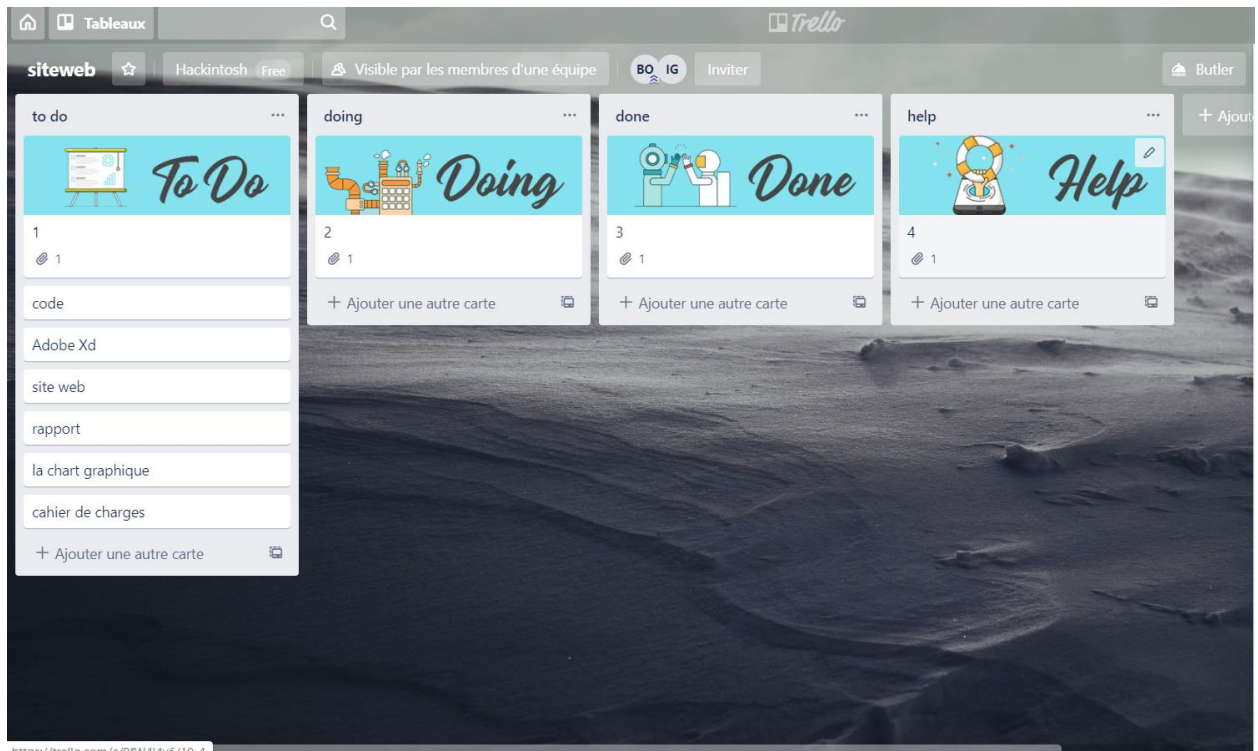 Tableaux
Trello
siteweb Hackintosh Free Visible par les membres d'une équipe BO IG Inviter Butler
to do
To Do
1
1
code
Adobe Xd
site web
rapport
la chart graphique
cahier de charges
+ Ajouter une autre carte
doing
Doing
2
1
+ Ajouter une autre carte
done
Done
3
1
+ Ajouter une autre carte
help
Help
4
1
+ Ajouter une autre carte